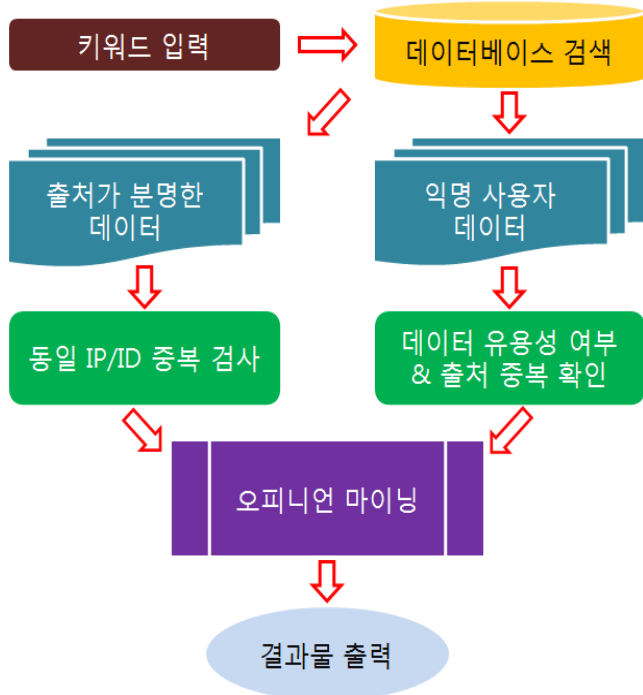 키워드 입력
데이터베이스 검색
출처가 분명한
데이터
익명 사용자
데이터
동일 IP/ID 중복 검사
데이터 유용성 여부
& 출처 중복 확인
오피니언 마이닝
결과물 출력